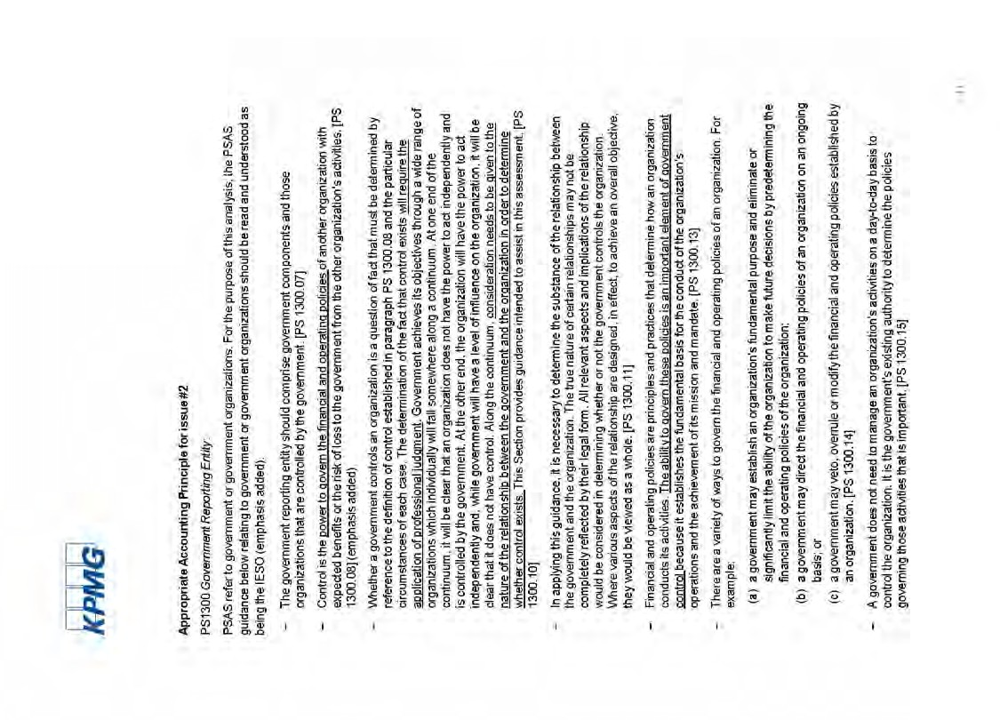 KPMG
Appropriate Accounting Principle for issue #2
PS1300 Government Reporting Entity
PSAS refer to government or government organizations. For the purpose of this analysis, the PSAS
guidance below relating to government or government organizations should be read and understood as
being the IESO (emphasis added).
– The government reporting entity should comprise government components and those
organizations that are controlled by the government. [PS 1300.07]
– Control is the power to govern the financial and operating policies of another organization with
expected benefits or the risk of loss to the government from the other organization's activities. [PS
1300.08] (emphasis added)
– Whether a government controls an organization is a question of fact that must be determined by
reference to the definition of control established in paragraph PS 1300.08 and the particular
circumstances of each case. The determination of the fact that control exists will require the
application of professional judgment. Government achieves its objectives through a wide range of
organizations which individually will fall somewhere along a continuum. At one end of the
continuum, it will be clear that an organization does not have the power to act independently and
is controlled by the government. At the other end, the organization will have the power to act
independently and, while government will have a level of influence on the organization, it will be
clear that it does not have control. Along the continuum, consideration needs to be given to the
nature of the relationship between the government and the organization in order to determine
whether control exists. This Section provides guidance intended to assist in this assessment. [PS
1300.10]
– In applying this guidance, it is necessary to determine the substance of the relationship between
the government and the organization. The true nature of certain relationships may not be
completely reflected by their legal form. All relevant aspects and implications of the relationship
would be considered in determining whether or not the government controls the organization.
Where various aspects of the relationship are designed, in effect, to achieve an overall objective,
they would be viewed as a whole. [PS 1300.11]
– Financial and operating policies are principles and practices that determine how an organization
conducts its activities. The ability to govern these policies is an important element of government
control because it establishes the fundamental basis for the conduct of the organization's
operations and the achievement of its mission and mandate. [PS 1300.13]
– There are a variety of ways to govern the financial and operating policies of an organization. For
example:
(a) a government may establish an organization's fundamental purpose and eliminate or
significantly limit the ability of the organization to make future decisions by predetermining the
financial and operating policies of the organization;
(b) a government may direct the financial and operating policies of an organization on an ongoing
basis; or
(c) a government may veto, overrule or modify the financial and operating policies established by
an organization. [PS 1300.14]
– A government does not need to manage an organization's activities on a day-to-day basis to
control the organization. It is the government's existing authority to determine the policies
governing those activities that is important. [PS 1300.15]